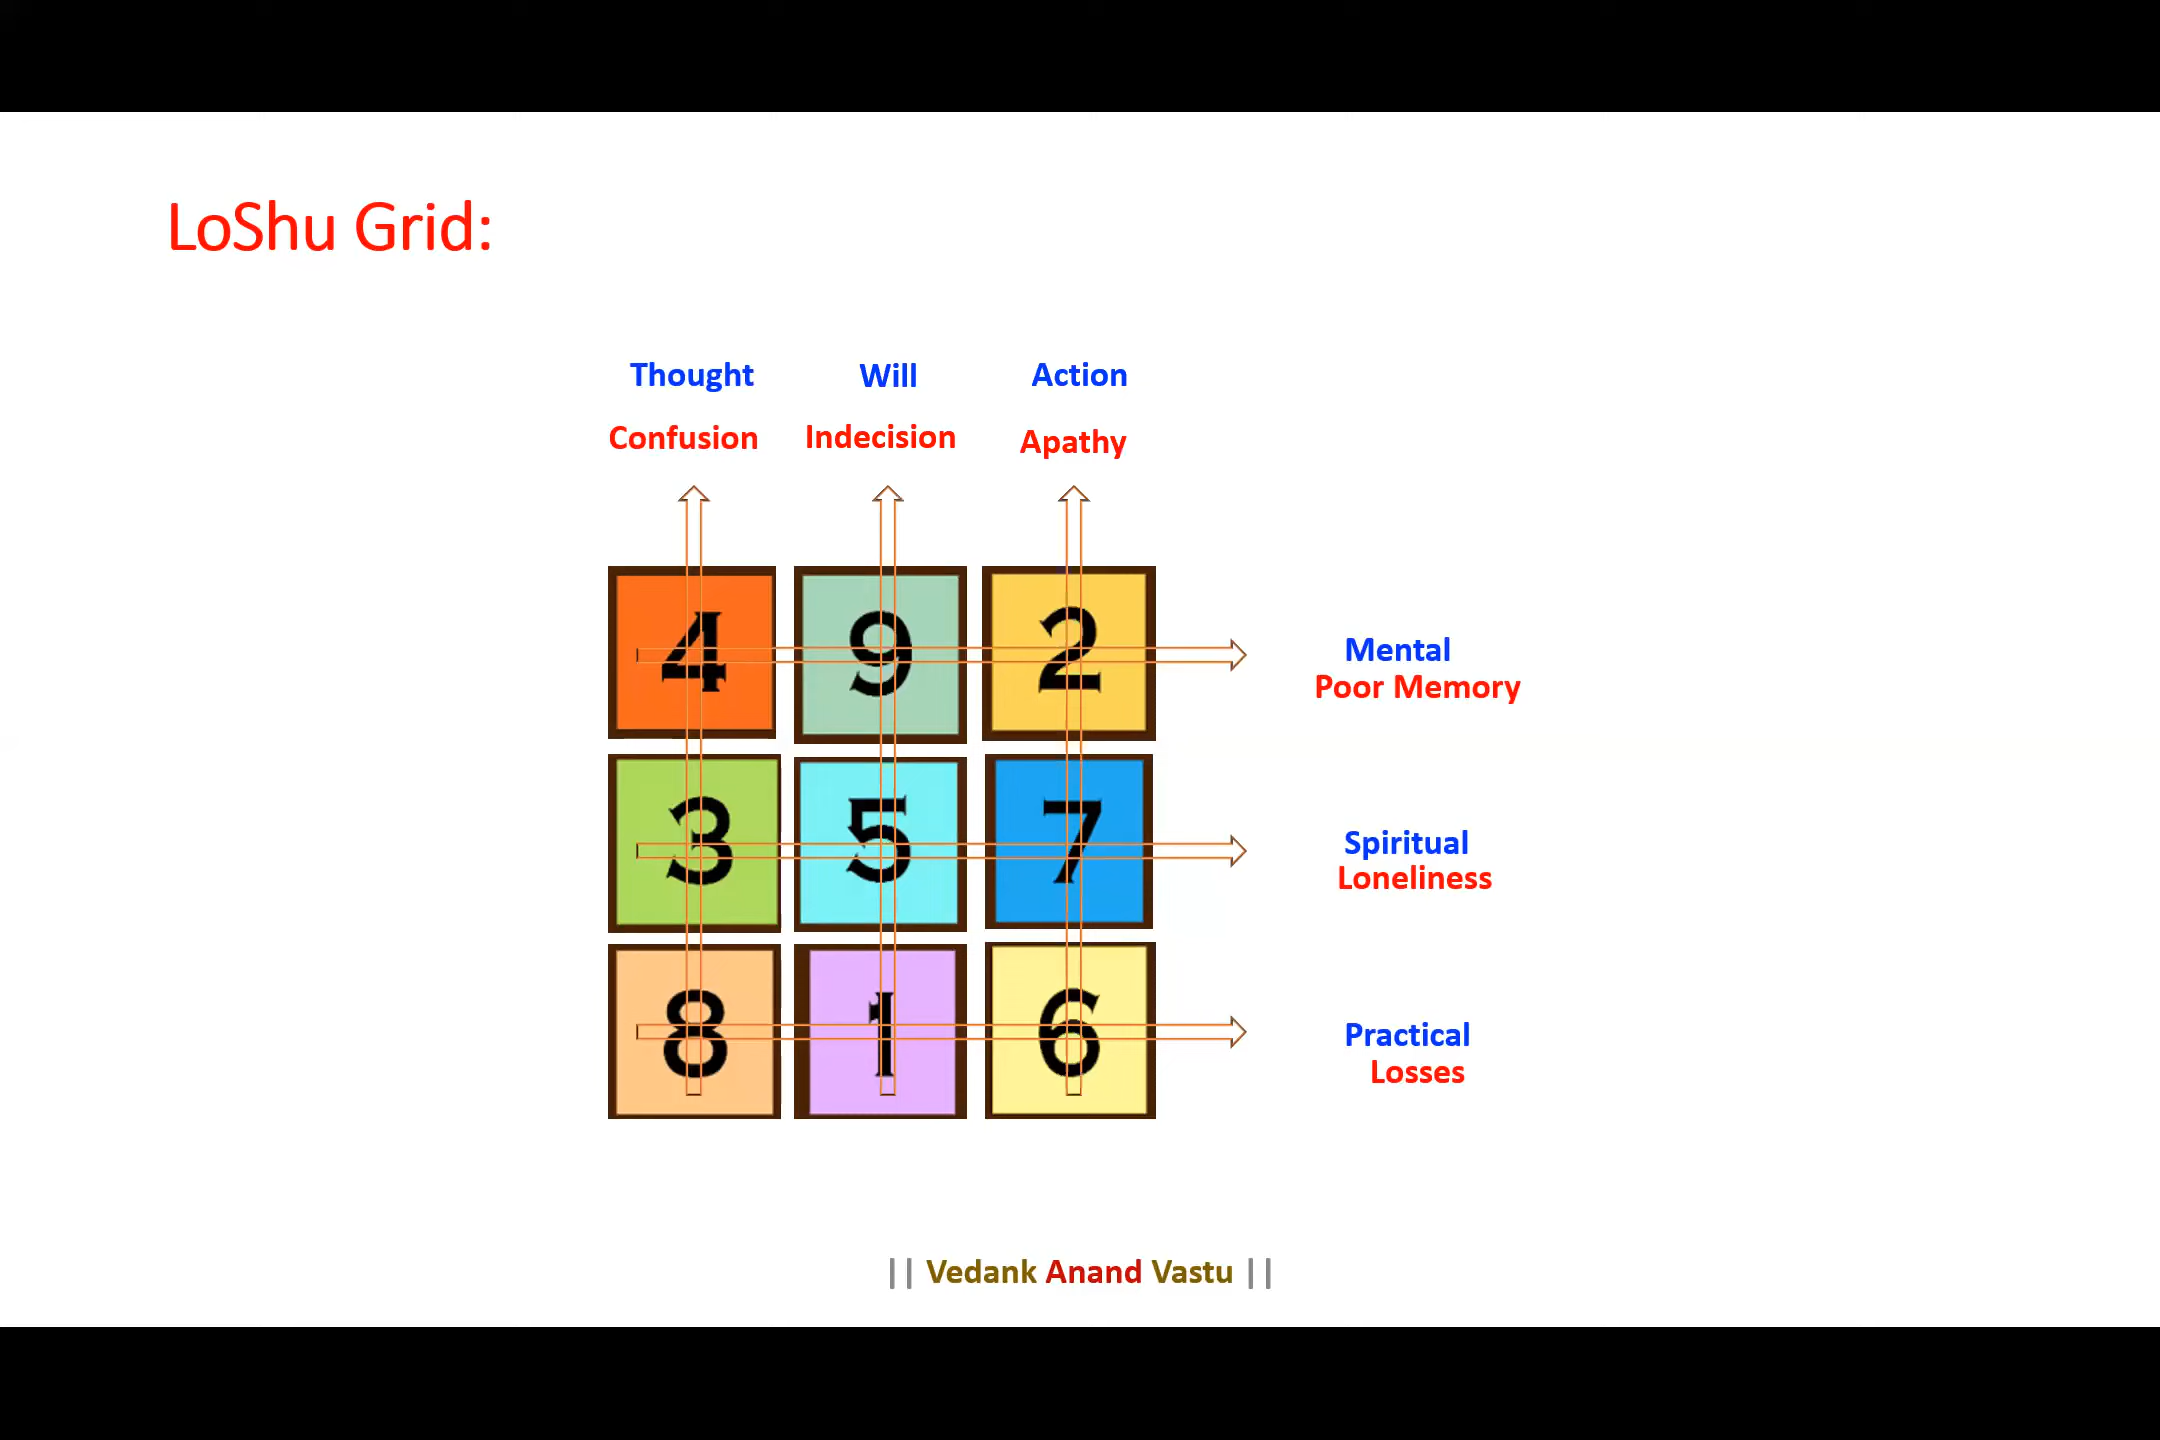 LoShu Grid:
Thought Will Action
Confusion Indecision Apathy
4 9 2
Mental
Poor Memory
3 5 7
Spiritual
Loneliness
8 1 6
Practical
Losses
|| Vedank Anand Vastu ||